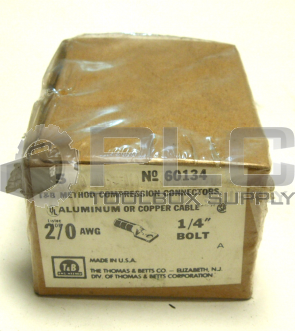 PLC
TOOLBOX SUPPLY
5
No 60134
T&B METHOD COMPRESSION CONNECTORS
ALUMINUM OR COPPER CABLE
2/0 AWG
1/4"
BOLT
A
T&B
MADE IN U.S.A.
THE THOMAS & BETTS CO – ELIZABETH, N.J.
DIV. OF THOMAS & BETTS CORPORATION